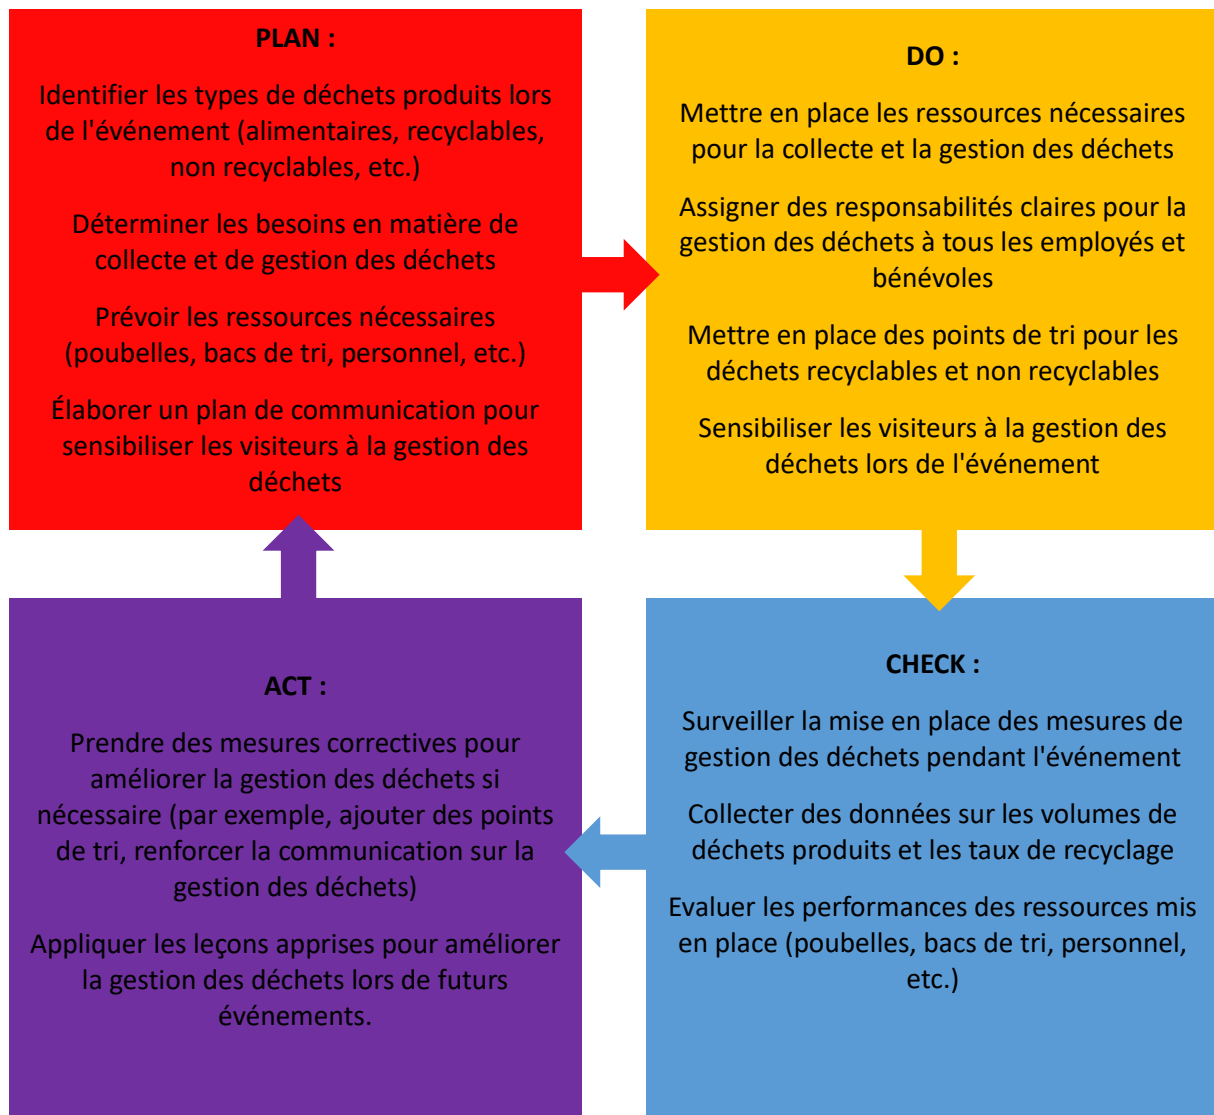 PLAN :
Identifier les types de déchets produits lors
de l'événement (alimentaires, recyclables,
non recyclables, etc.)
Déterminer les besoins en matière de
collecte et de gestion des déchets
Prévoir les ressources nécessaires
(poubelles, bacs de tri, personnel, etc.)
Élaborer un plan de communication pour
sensibiliser les visiteurs à la gestion des
déchets
DO :
Mettre en place les ressources nécessaires
pour la collecte et la gestion des déchets
Assigner des responsabilités claires pour la
gestion des déchets à tous les employés et
bénévoles
Mettre en place des points de tri pour les
déchets recyclables et non recyclables
Sensibiliser les visiteurs à la gestion des
déchets lors de l'événement
CHECK :
Surveiller la mise en place des mesures de
gestion des déchets pendant l'événement
Collecter des données sur les volumes de
déchets produits et les taux de recyclage
Evaluer les performances des ressources mis
en place (poubelles, bacs de tri, personnel,
etc.)
ACT :
Prendre des mesures correctives pour
améliorer la gestion des déchets si
nécessaire (par exemple, ajouter des points
de tri, renforcer la communication sur la
gestion des déchets)
Appliquer les leçons apprises pour améliorer
la gestion des déchets lors de futurs
événements.